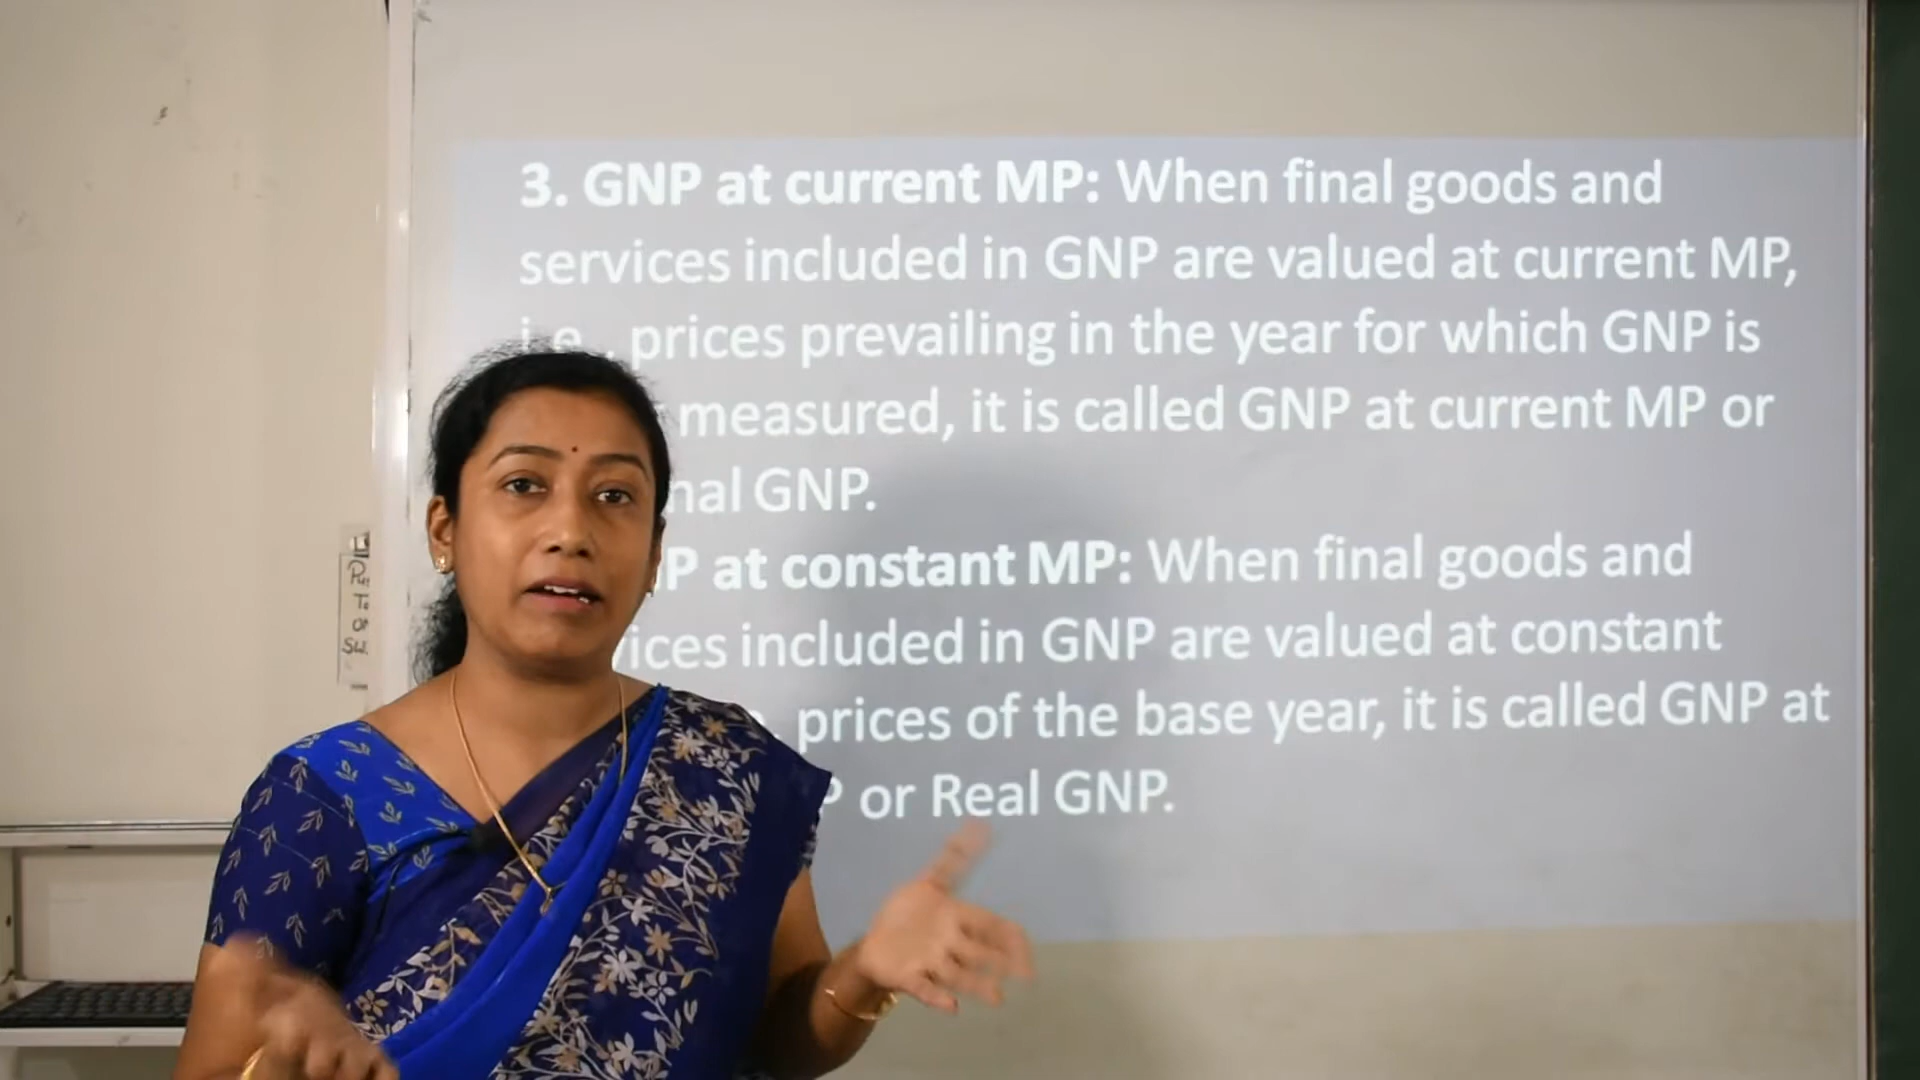 3. GNP at current MP: When final goods and
services included in GNP are valued at current MP,
i.e., prices prevailing in the year for which GNP is
measured, it is called GNP at current MP or
GNP.
at constant MP: When final goods and
included in GNP are valued at constant
prices of the base year, it is called GNP at
or Real GNP.